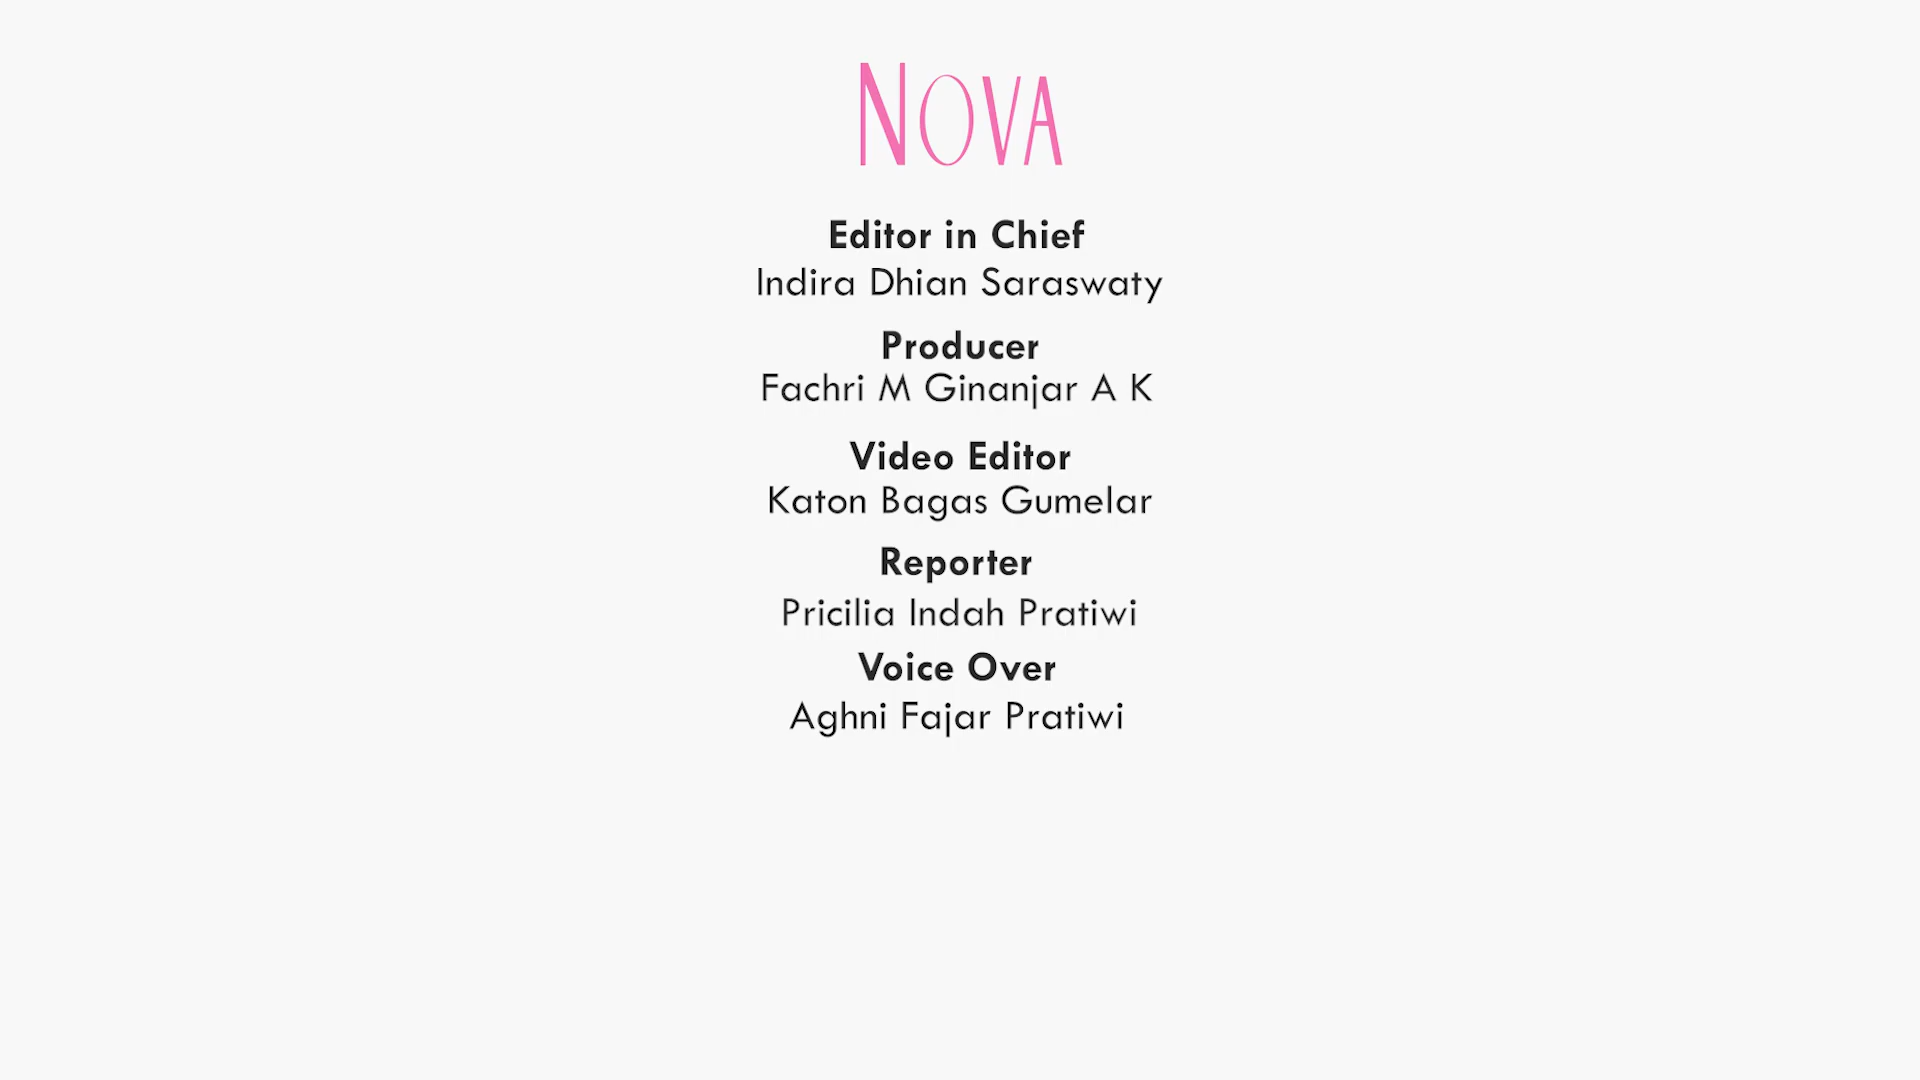 NOVA
Editor in Chief
Indira Dhian Saraswaty
Producer
Fachri M Ginanjar A K
Video Editor
Katon Bagas Gumelar
Reporter
Pricilia Indah Pratiwi
Voice Over
Aghni Fajar Pratiwi